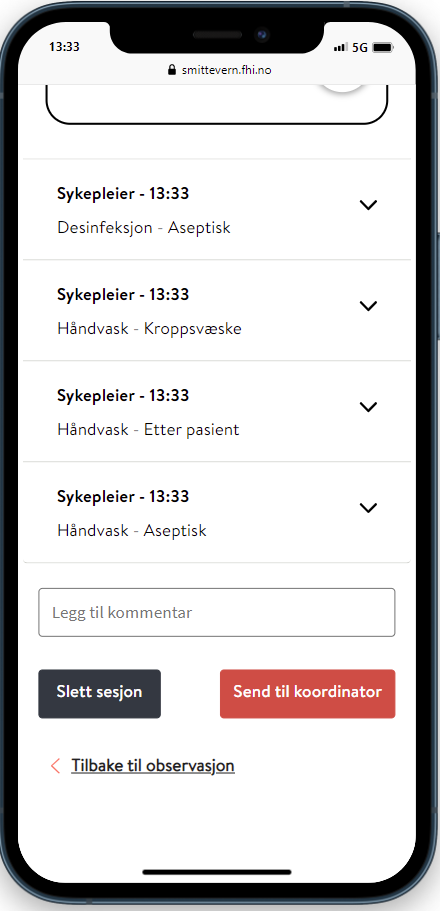 13:33
5G
smittevern.fhi.no
Sykepleier - 13:33
Desinfeksjon - Aseptisk
Sykepleier - 13:33
Håndvask - Kroppsvæske
Sykepleier - 13:33
Håndvask - Etter pasient
Sykepleier - 13:33
Håndvask - Aseptisk
Legg til kommentar
Slett sesjon
Send til koordinator
Tilbake til observasjon